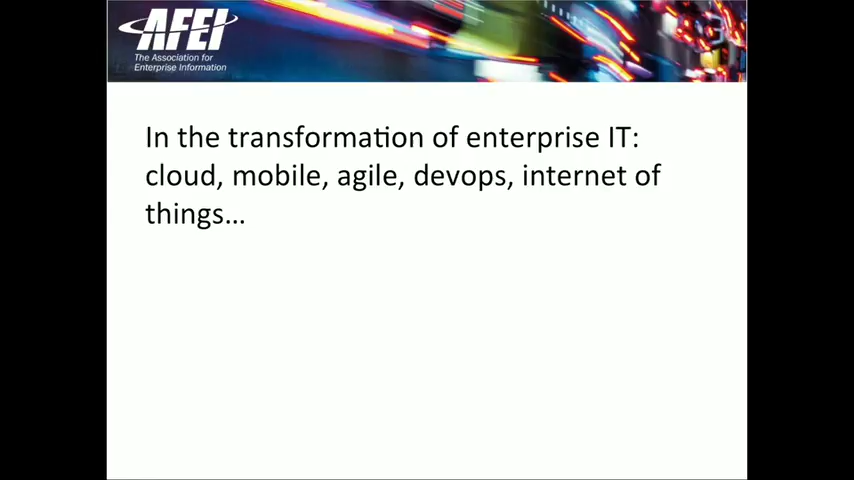 AFEI
The Association for
Enterprise Information
In the transformation of enterprise IT:
cloud, mobile, agile, devops, internet of
things...